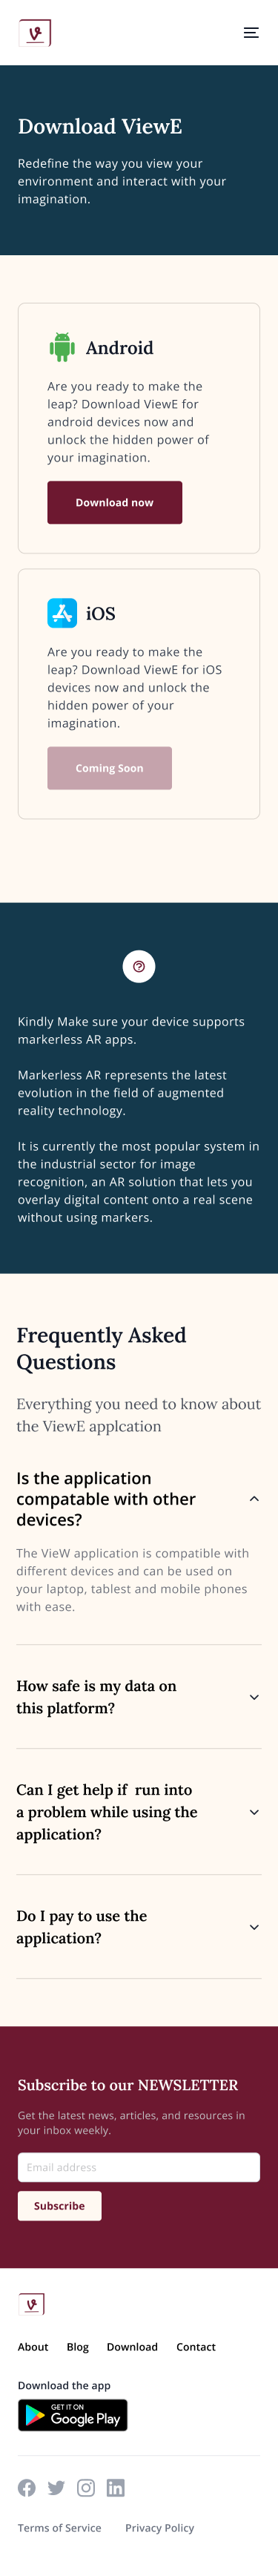 Download ViewE
Redefine the way you view your
environment and interact with your
imagination.
Android
Are you ready to make the
leap? Download ViewE for
android devices now and
unlock the hidden power of
your imagination.
Download now
iOS
Are you ready to make the
leap? Download ViewE for iOS
devices now and unlock the
hidden power of your
imagination.
Coming Soon
Kindly Make sure your device supports
markerless AR apps.
Markerless AR represents the latest
evolution in the field of augmented
reality technology.
It is currently the most popular system in
the industrial sector for image
recognition, an AR solution that lets you
overlay digital content onto a real scene
without using markers.
Frequently Asked
Questions
Everything you need to know about
the ViewE applcation
Is the application
compatable with other
devices?
The VieW application is compatible with
different devices and can be used on
your laptop, tablest and mobile phones
with ease.
How safe is my data on
this platform?
Can I get help if  run into
a problem while using the
application?
Do I pay to use the
application?
Subscribe to our NEWSLETTER
Get the latest news, articles, and resources in
your inbox weekly.
Email address
Subscribe
About Blog Download Contact
Download the app
GET IT ON
Google Play
Terms of Service Privacy Policy